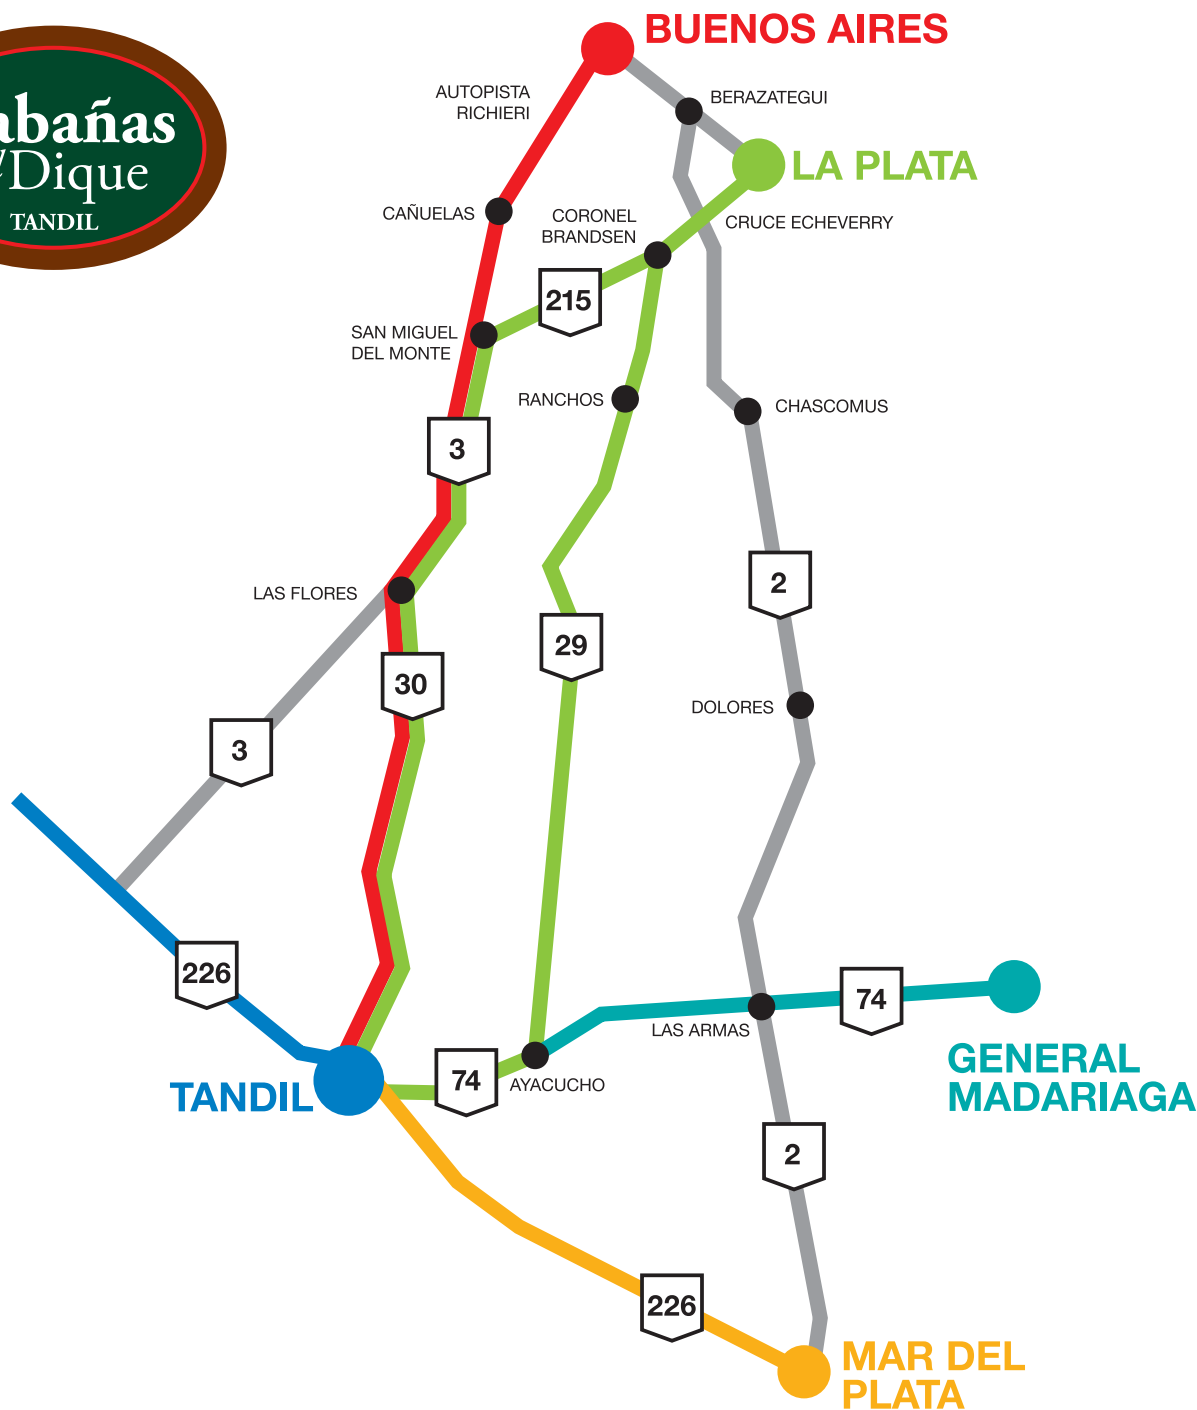 BUENOS AIRES
AUTOPISTA
RICHIERI
BERAZATEGUI
abañas
Dique
TANDIL
LA PLATA
CAÑUELAS
CORONEL
BRANDSEN
CRUCE ECHEVERRY
215
SAN MIGUEL
DEL MONTE
RANCHOS
CHASCOMUS
3
2
LAS FLORES
29
30
DOLORES
3
226
74
LAS ARMAS
GENERAL
MADARIAGA
TANDIL
74
AYACUCHO
2
226
MAR DEL
PLATA